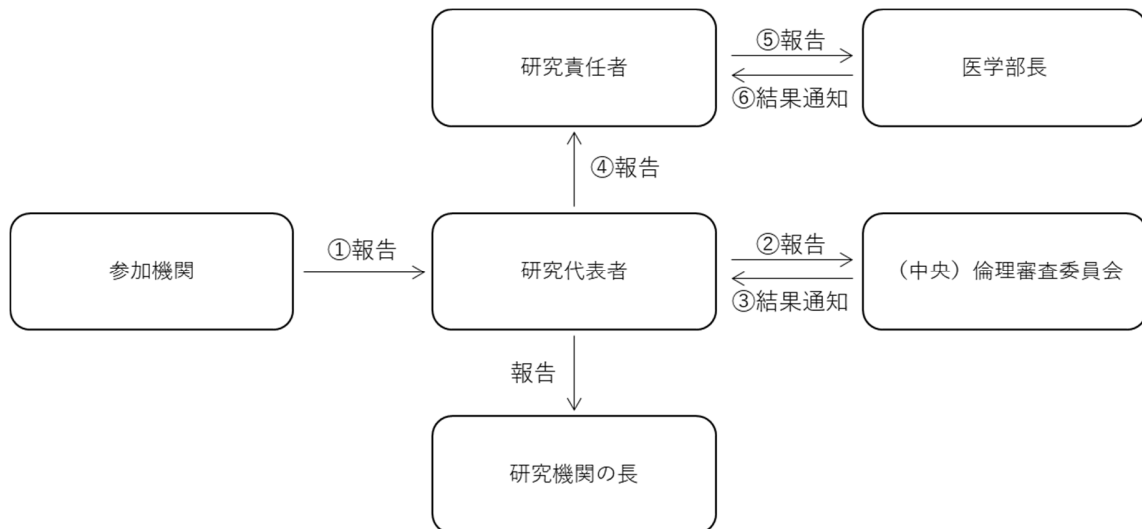 研究責任者
⑤報告
⑥結果通知
医学部長
④報告
参加機関
①報告
研究代表者
②報告
③結果通知
（中央）倫理審査委員会
報告
研究機関の長